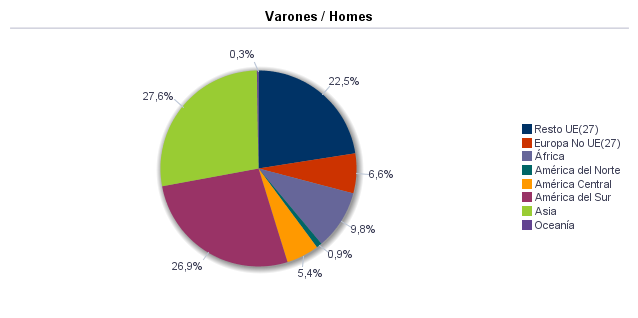 Varones / Homes
0,3%
22,5%
27,6%
6,6%
9,8%
0,9%
5,4%
26,9%
Resto UE(27)
Europa No UE(27)
África
América del Norte
América Central
América del Sur
Asia
Oceanía